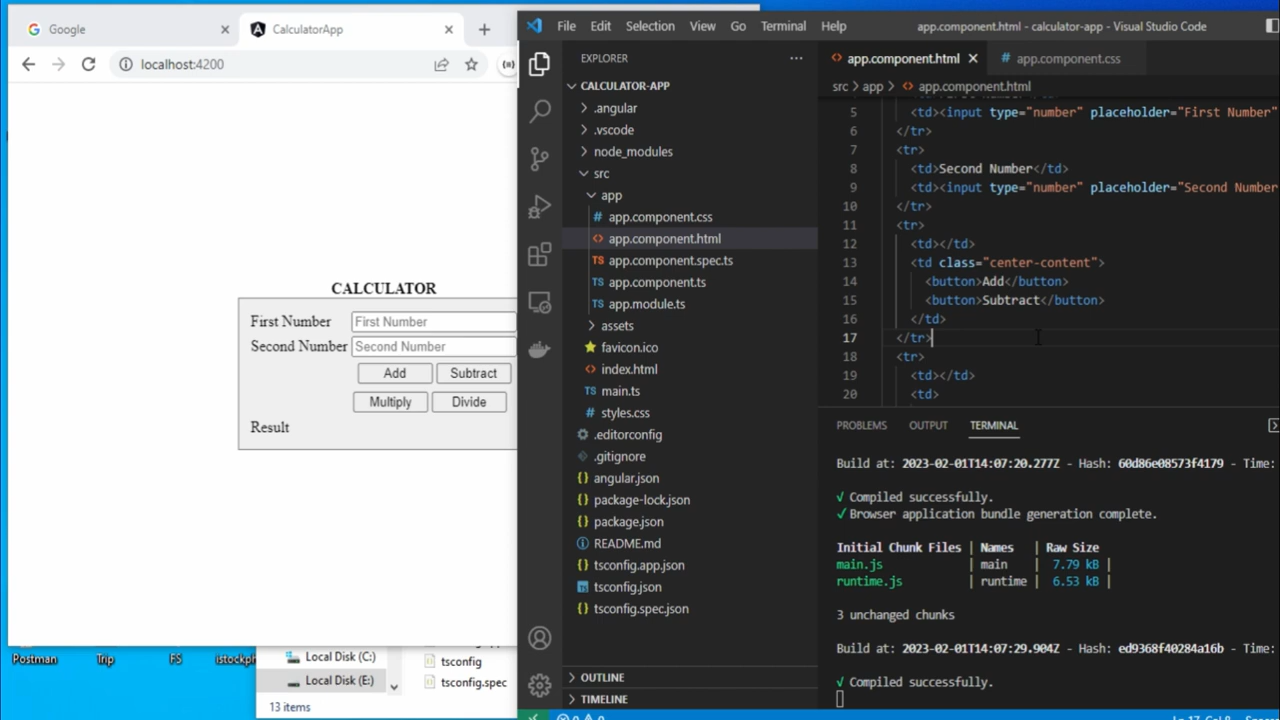 Google
CalculatorApp
localhost:4200
CALCULATOR
First Number
First Number
Second Number
Second Number
Add
Subtract
Multiply
Divide
Result
Postman
Trip
FS
Local Disk (C:)
Local Disk (E:)
tsconfig
tsconfig.spec
13 items
File Edit Selection View Go Terminal Help
app.component.html - calculator-app - Visual Studio Code
EXPLORER
CALCULATOR-APP
.angular
.vscode
node_modules
src
app
app.component.css
app.component.html
app.component.spec.ts
app.component.ts
app.module.ts
assets
favicon.ico
index.html
main.ts
styles.css
.editorconfig
.gitignore
angular.json
package-lock.json
package.json
README.md
tsconfig.app.json
tsconfig.json
tsconfig.spec.json
OUTLINE
TIMELINE
app.component.html
app.component.css
src > app > app.component.html
5 <td><input type="number" placeholder="First Number"
6 </tr>
7 <tr>
8 <td>Second Number</td>
9 <td><input type="number" placeholder="Second Number
10 </tr>
11 <tr>
12 <td></td>
13 <td class="center-content">
14 <button>Add</button>
15 <button>Subtract</button>
16 </td>
17 </tr>
18 <tr>
19 <td></td>
20 <td>
PROBLEMS OUTPUT TERMINAL
Build at: 2023-02-01T14:07:20.277Z - Hash: 60d86e08573f4179 - Time:
√ Compiled successfully.
√ Browser application bundle generation complete.
Initial Chunk Files | Names | Raw Size
main.js | main | 7.79 kB |
runtime.js | runtime | 6.53 kB |
3 unchanged chunks
Build at: 2023-02-01T14:07:29.904Z - Hash: ed9368f40284a16b - Time:
√ Compiled successfully.